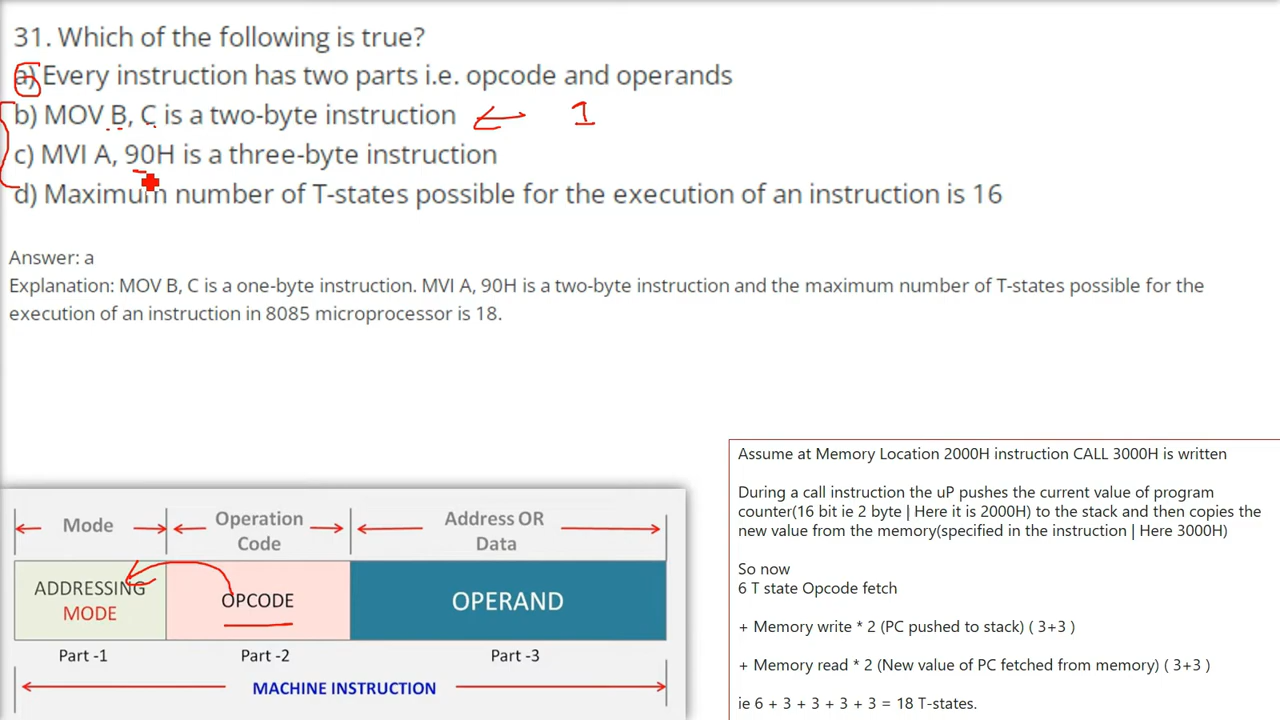 31. Which of the following is true?
a) Every instruction has two parts i.e. opcode and operands
b) MOV B, C is a two-byte instruction 1
c) MVI A, 90H is a three-byte instruction
d) Maximum number of T-states possible for the execution of an instruction is 16
Answer: a
Explanation: MOV B, C is a one-byte instruction. MVI A, 90H is a two-byte instruction and the maximum number of T-states possible for the
execution of an instruction in 8085 microprocessor is 18.
Mode
Operation
Code
Address OR
Data
ADDRESSING
MODE
OPCODE
OPERAND
Part -1
Part -2
Part -3
MACHINE INSTRUCTION
Assume at Memory Location 2000H instruction CALL 3000H is written
During a call instruction the uP pushes the current value of program
counter(16 bit ie 2 byte | Here it is 2000H) to the stack and then copies the
new value from the memory(specified in the instruction | Here 3000H)
So now
6 T state Opcode fetch
+ Memory write * 2 (PC pushed to stack) ( 3+3 )
+ Memory read * 2 (New value of PC fetched from memory) ( 3+3 )
ie 6 + 3 + 3 + 3 + 3 = 18 T-states.